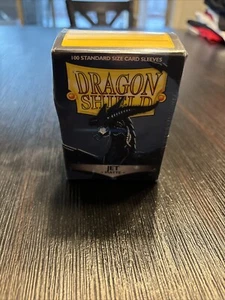 100 STANDARD SIZE CARD SLEEVES
DRAGON
SHIELD
JET